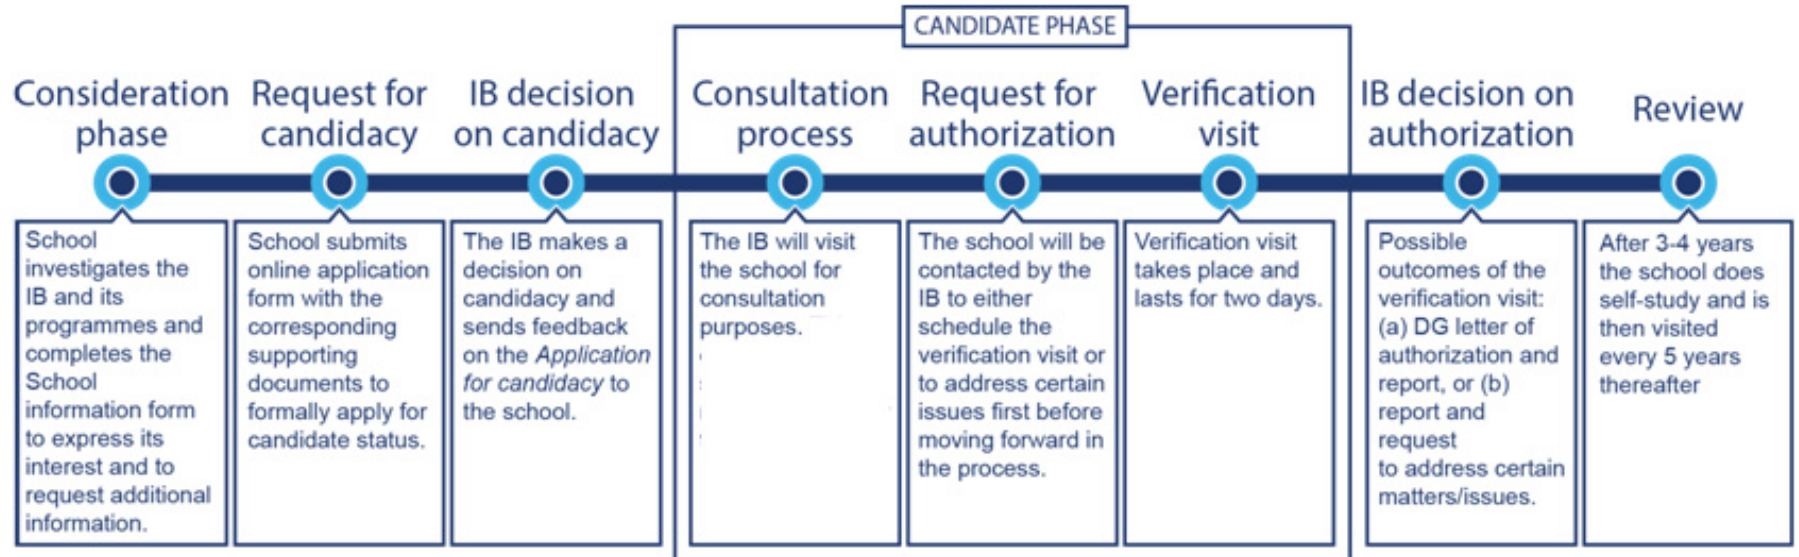 CANDIDATE PHASE
Consideration
phase
Request for
candidacy
IB decision
on candidacy
Consultation
process
Request for
authorization
Verification
visit
IB decision on
authorization
Review
School
investigates the
IB and its
programmes and
completes the
School
information form
to express its
interest and to
request additional
information.
School submits
online application
form with the
corresponding
supporting
documents to
formally apply for
candidate status.
The IB makes a
decision on
candidacy and
sends feedback
on the Application
for candidacy to
the school.
The IB will visit
the school for
consultation
purposes.
The school will be
contacted by the
IB to either
schedule the
verification visit or
to address certain
issues first before
moving forward in
the process.
Verification visit
takes place and
lasts for two days.
Possible
outcomes of the
verification visit:
(a) DG letter of
authorization and
report, or (b)
report and
request
to address certain
matters/issues.
After 3-4 years
the school does
self-study and is
then visited
every 5 years
thereafter